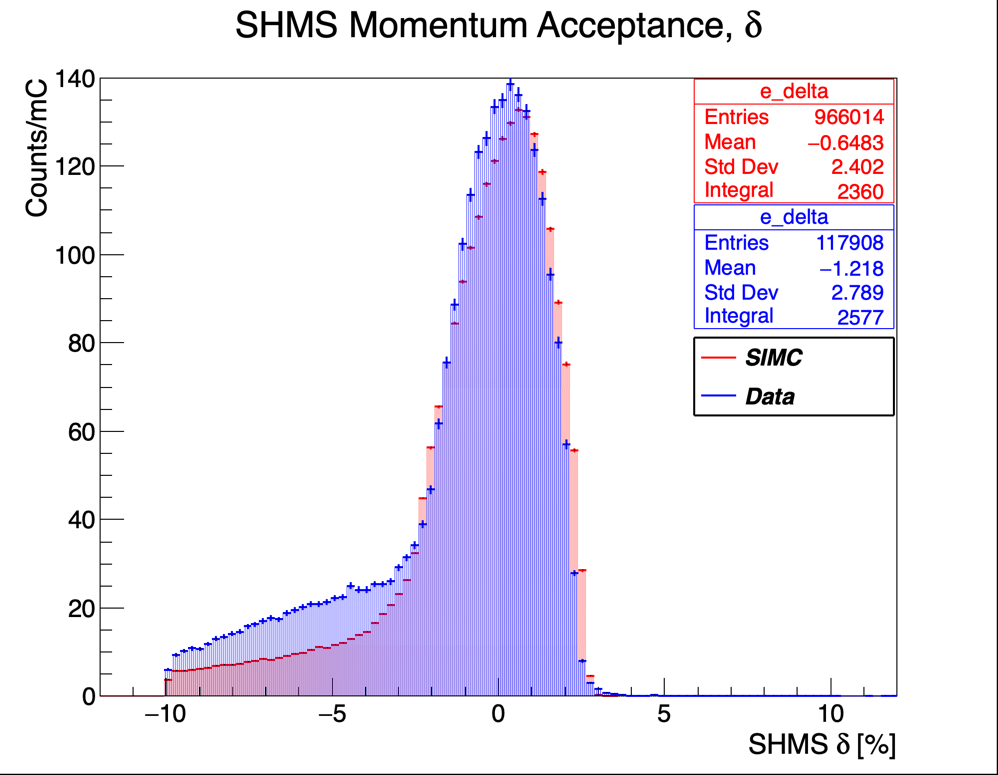 SHMS Momentum Acceptance, δ
Counts/mC
140
120
100
80
60
40
20
0
−10
−5
0
5
10
SHMS δ [%]
e_delta
Entries 966014
Mean −0.6483
Std Dev 2.402
Integral 2360
e_delta
Entries 117908
Mean −1.218
Std Dev 2.789
Integral 2577
SIMC
Data